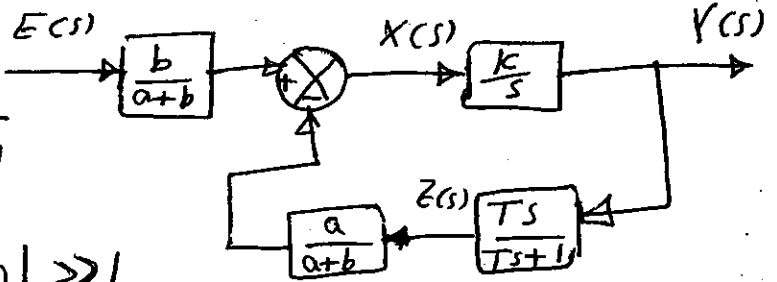 E(s) X(s) Y(s)
b/(a+b) + - K/s
Z(s)
a/(a+b) Ts/(Ts+1)
>>1